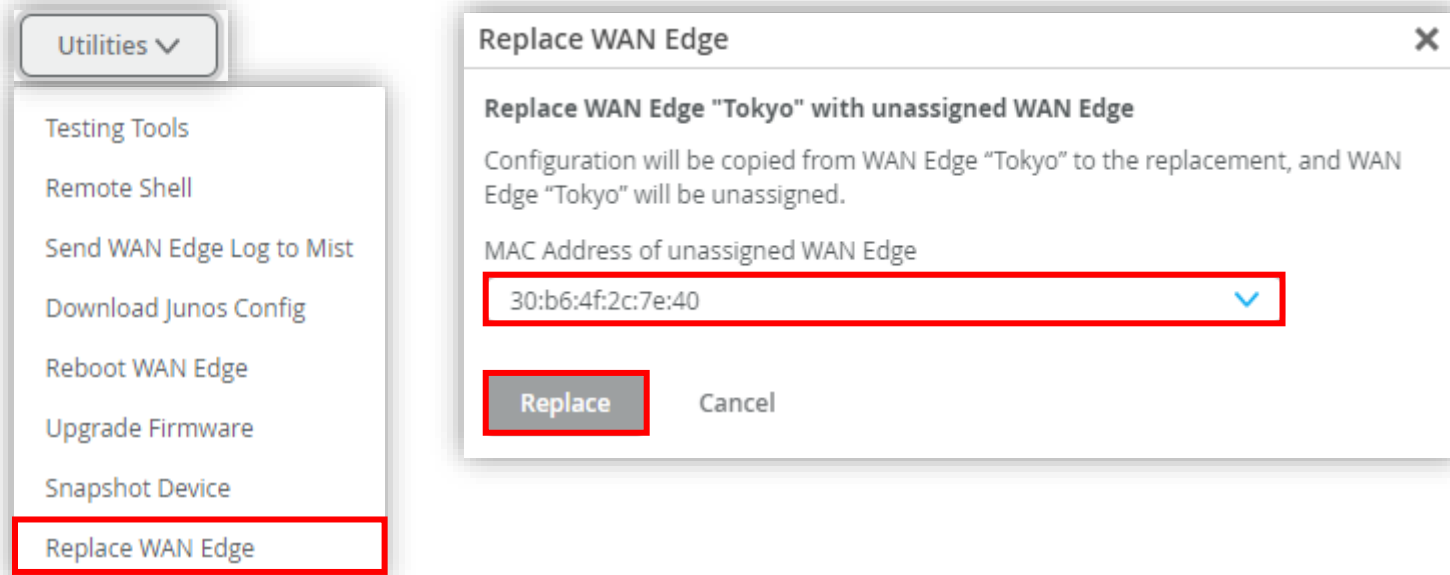 Utilities
Testing Tools
Remote Shell
Send WAN Edge Log to Mist
Download Junos Config
Reboot WAN Edge
Upgrade Firmware
Snapshot Device
Replace WAN Edge
Replace WAN Edge
Replace WAN Edge "Tokyo" with unassigned WAN Edge
Configuration will be copied from WAN Edge “Tokyo” to the replacement, and WAN
Edge “Tokyo” will be unassigned.
MAC Address of unassigned WAN Edge
30:b6:4f:2c:7e:40
Replace Cancel